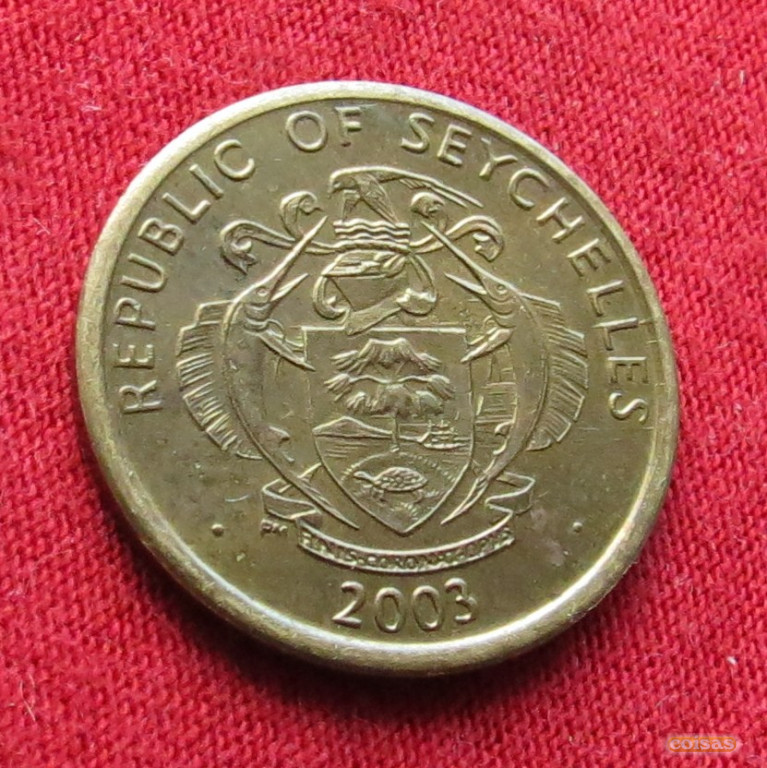 REPUBLIC OF SEYCHELLES
PM
FINIS·CORONAT·OPUS
2003
coisas